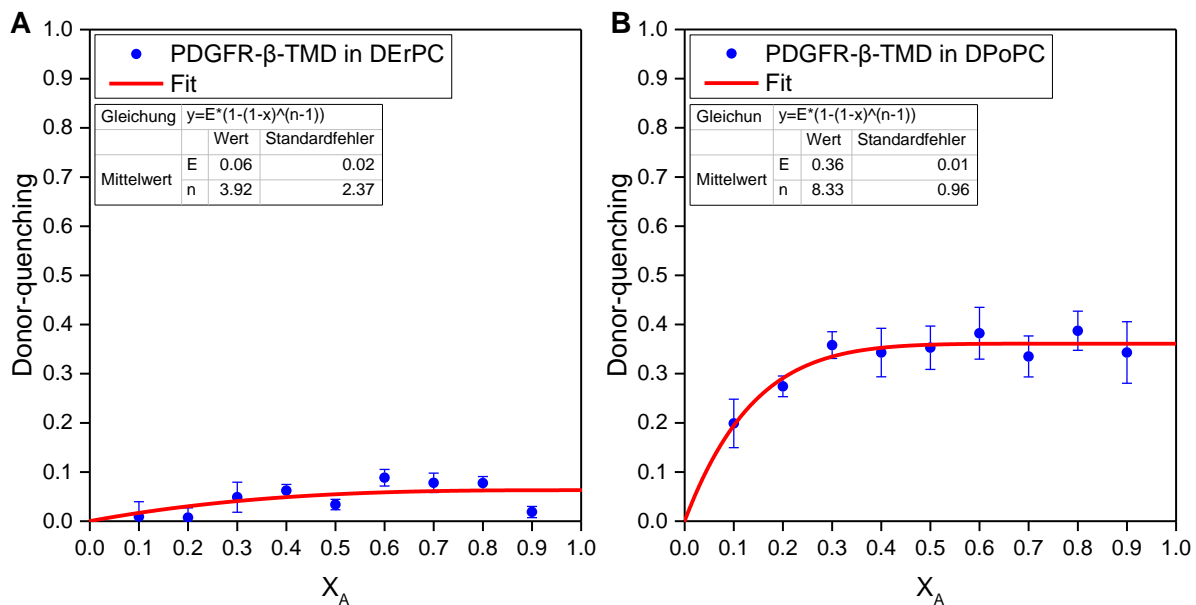 A
PDGFR-β-TMD in DErPC
Fit
Gleichung y=E*(1-(1-x)^(n-1))
Wert Standardfehler
Mittelwert E 0.06 0.02
n 3.92 2.37
1.0
0.9
0.8
0.7
0.6
0.5
0.4
0.3
0.2
0.1
0.0
Donor-quenching
0.0 0.1 0.2 0.3 0.4 0.5 0.6 0.7 0.8 0.9 1.0
X_A
B
PDGFR-β-TMD in DPoPC
Fit
Gleichun y=E*(1-(1-x)^(n-1))
Wert Standardfehler
Mittelwert E 0.36 0.01
n 8.33 0.96
1.0
0.9
0.8
0.7
0.6
0.5
0.4
0.3
0.2
0.1
0.0
Donor-quenching
0.0 0.1 0.2 0.3 0.4 0.5 0.6 0.7 0.8 0.9 1.0
X_A